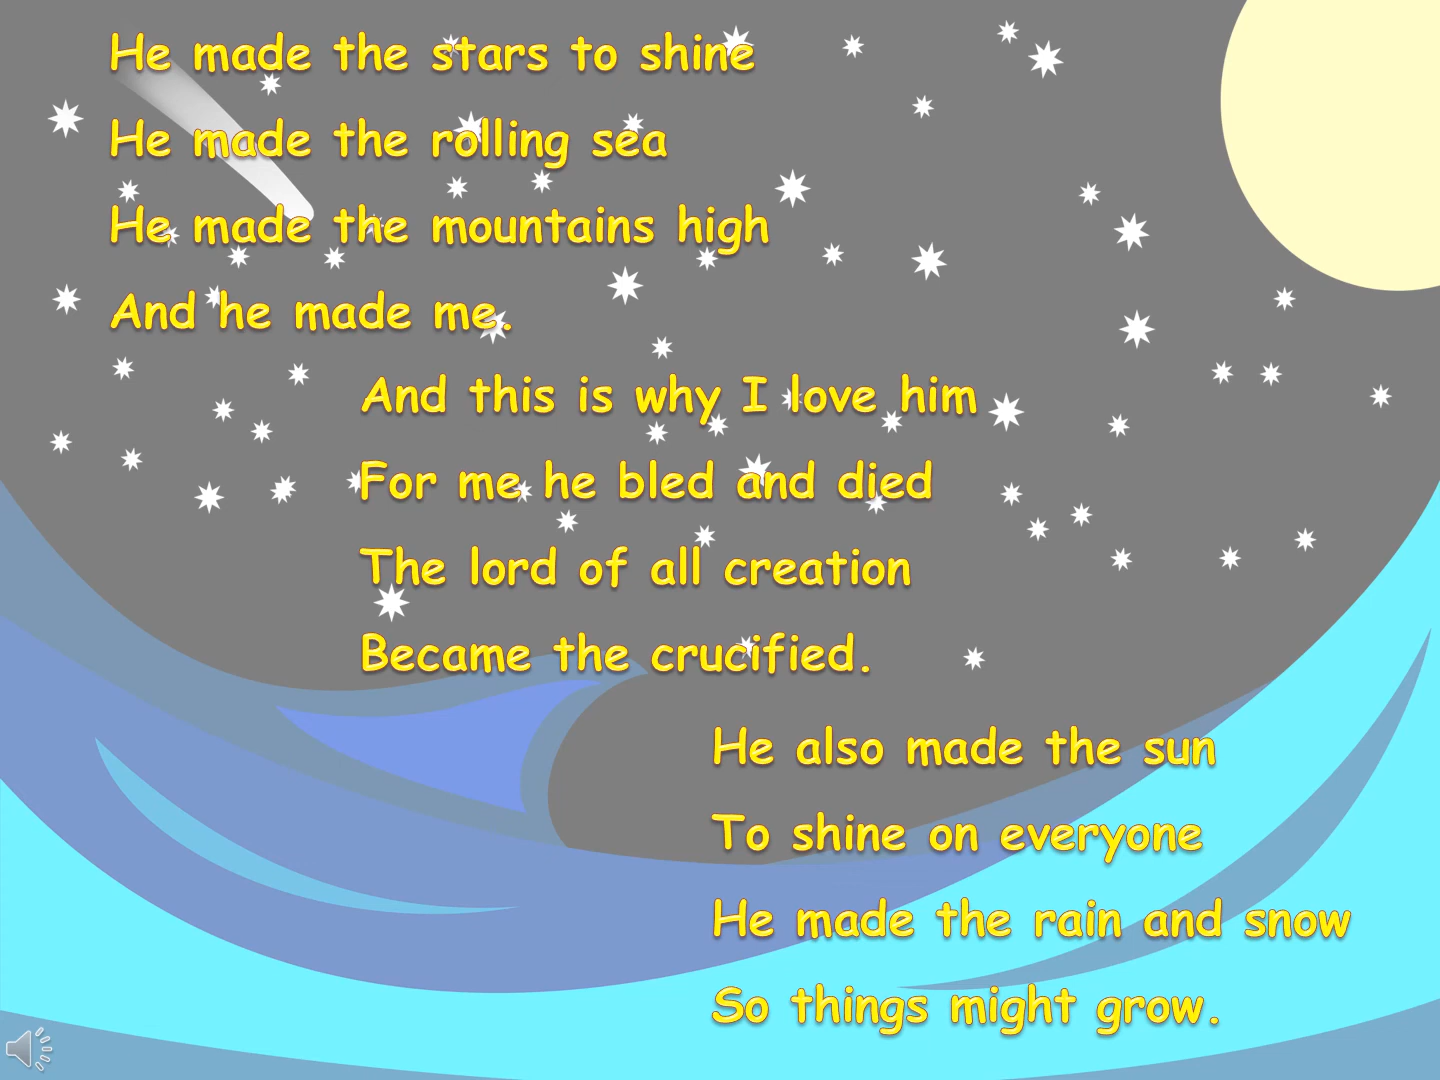 He made the stars to shine
He made the rolling sea
He made the mountains high
And he made me.
And this is why I love him
For me he bled and died
The lord of all creation
Became the crucified.
He also made the sun
To shine on everyone
He made the rain and snow
So things might grow.